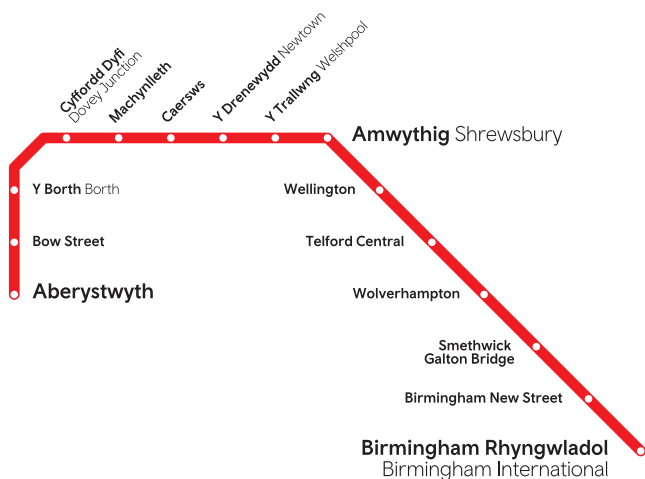 Cyffordd Dyfi
Dovey Junction
Machynlleth
Caersws
Y Drenewydd Newtown
Y Trallwng Welshpool
Amwythig Shrewsbury
Y Borth Borth
Wellington
Bow Street
Telford Central
Aberystwyth
Wolverhampton
Smethwick
Galton Bridge
Birmingham New Street
Birmingham Rhyngwladol
Birmingham International